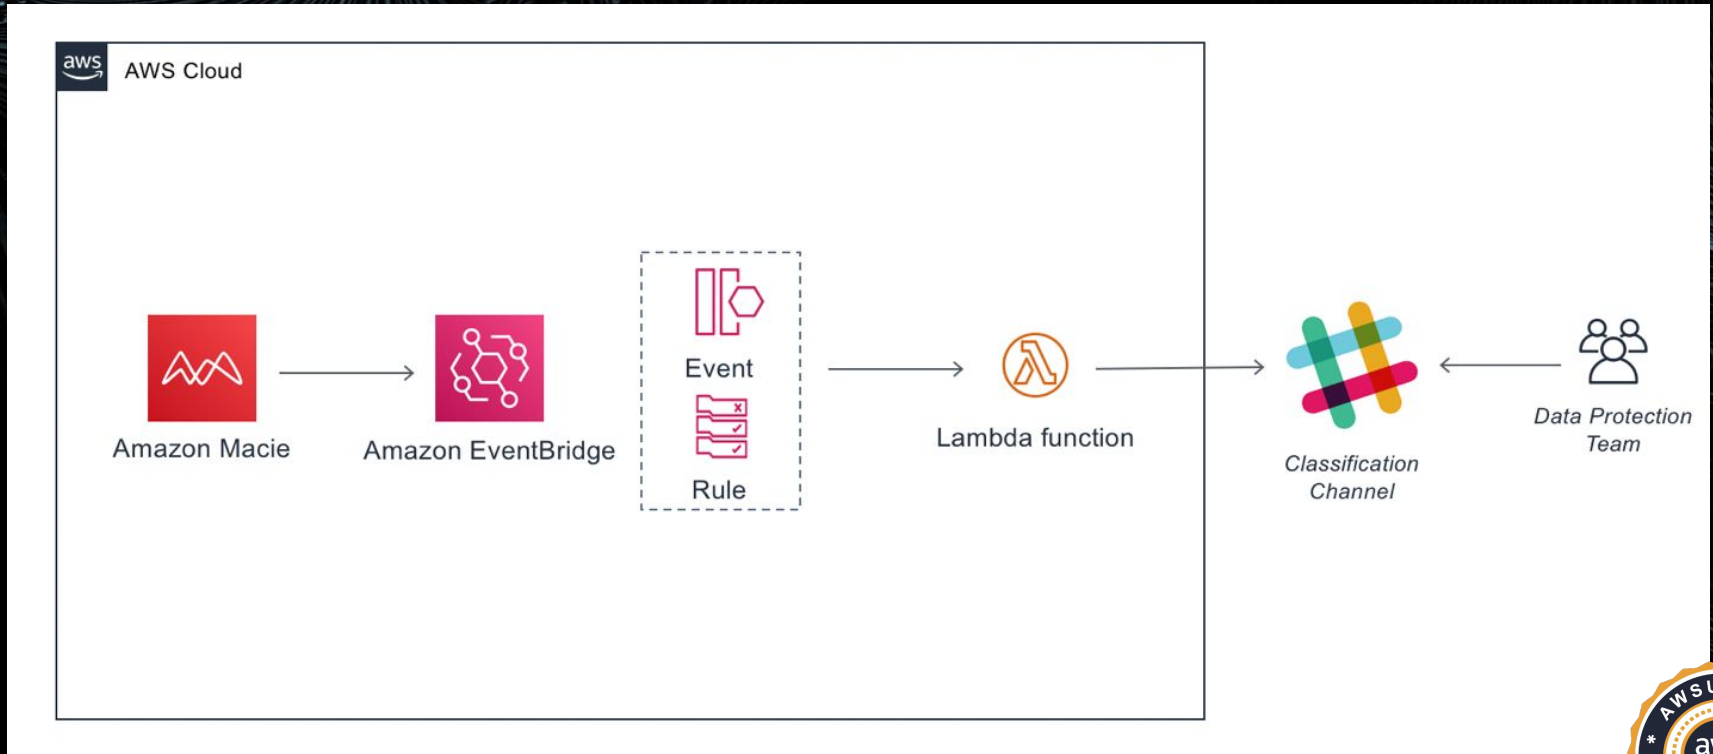 aws
AWS Cloud
Event
Rule
Amazon Macie
Amazon EventBridge
Lambda function
Classification
Channel
Data Protection
Team